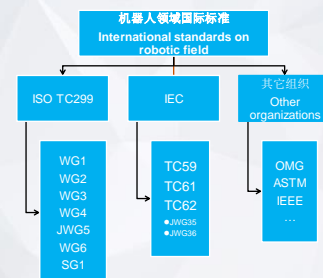 机器人领域国际标准
International standards on
robotic field
ISO TC299
IEC
其它组织
Other
organizations
WG1
WG2
WG3
WG4
JWG5
WG6
SG1
TC59
TC61
TC62
●JWG35
●JWG36
OMG
ASTM
IEEE
…